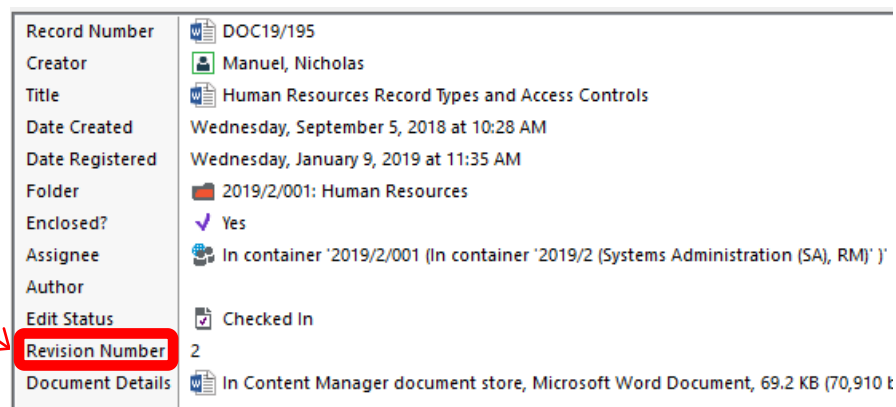 Record Number DOC19/195
Creator Manuel, Nicholas
Title Human Resources Record Types and Access Controls
Date Created Wednesday, September 5, 2018 at 10:28 AM
Date Registered Wednesday, January 9, 2019 at 11:35 AM
Folder 2019/2/001: Human Resources
Enclosed? Yes
Assignee In container '2019/2/001 (In container '2019/2 (Systems Administration (SA), RM)' )'
Author
Edit Status Checked In
Revision Number 2
Document Details In Content Manager document store, Microsoft Word Document, 69.2 KB (70,910 b